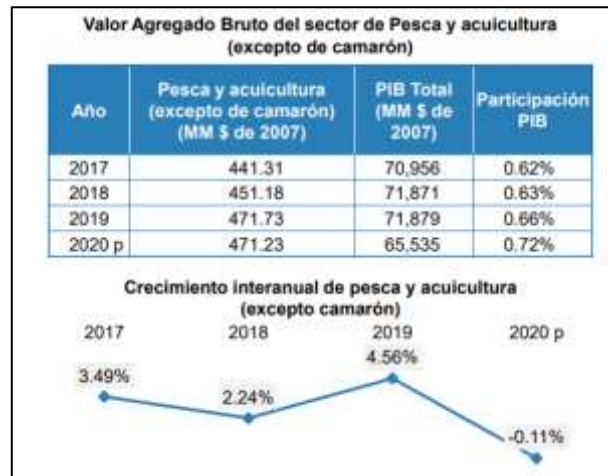 Valor Agregado Bruto del sector de Pesca y acuicultura
(excepto de camarón)
Año
Pesca y acuicultura
(excepto de camarón)
(MM $ de 2007)
PIB Total
(MM $ de
2007)
Participación
PIB
2017 441.31 70,956 0.62%
2018 451.18 71,871 0.63%
2019 471.73 71,879 0.66%
2020 p 471.23 65,535 0.72%
Crecimiento interanual de pesca y acuicultura
(excepto camarón)
2017 2018 2019 2020 p
3.49% 2.24% 4.56% -0.11%